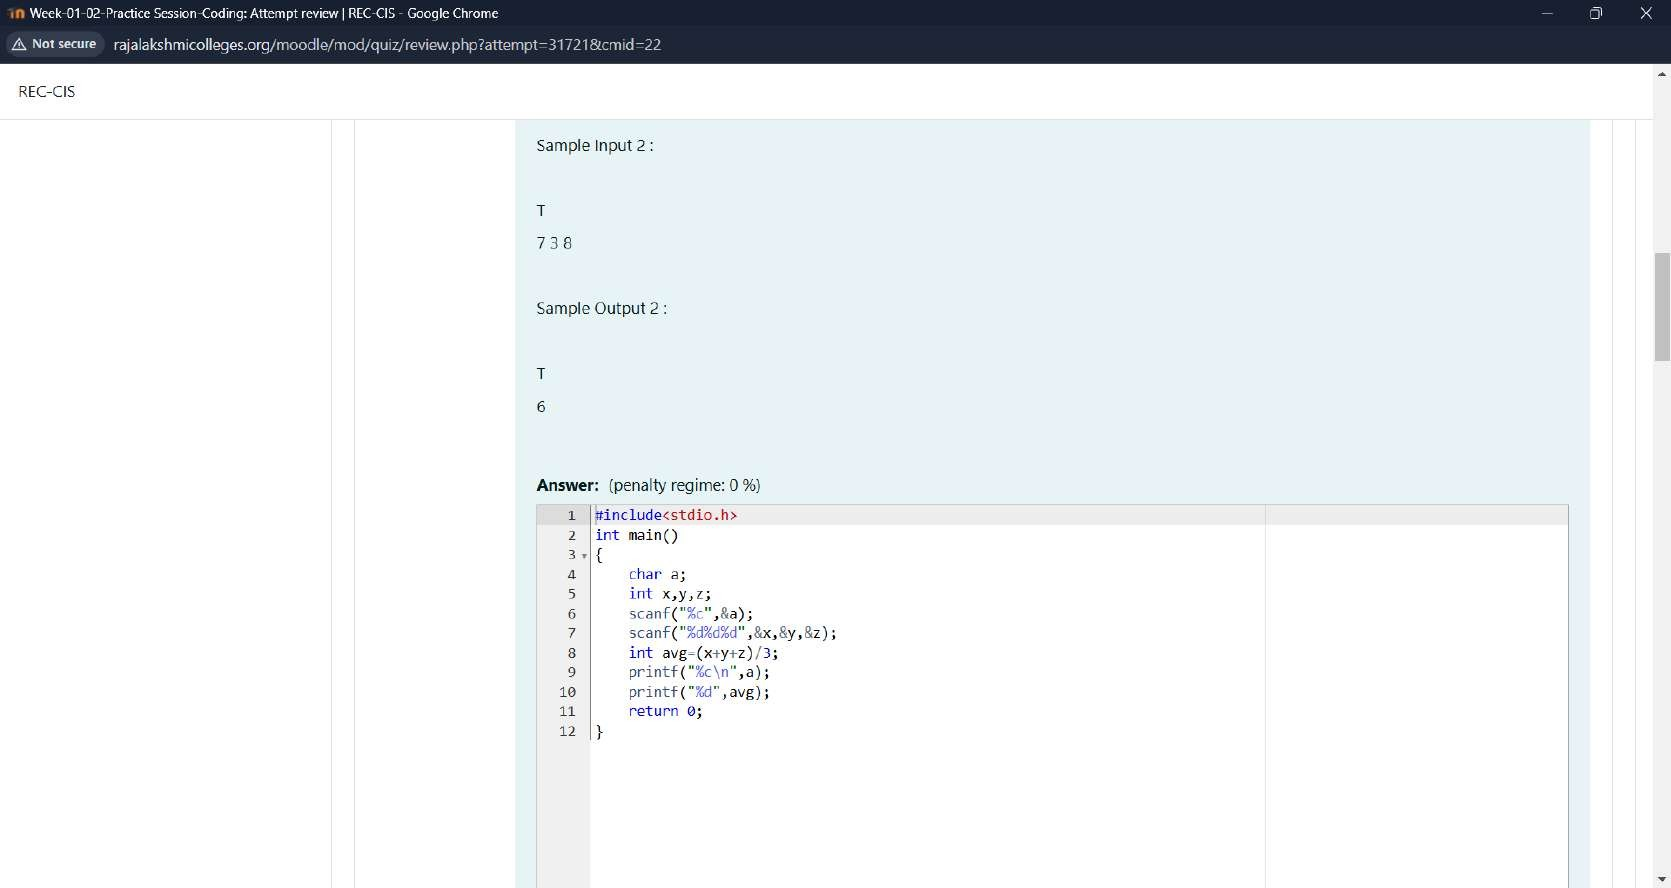 Week-01-02-Practice Session-Coding: Attempt review | REC-CIS - Google Chrome
Not secure rajalakshmicolleges.org/moodle/mod/quiz/review.php?attempt=31721&cmid=22
REC-CIS
Sample Input 2 :
T
7 3 8
Sample Output 2 :
T
6
Answer: (penalty regime: 0 %)
1 #include<stdio.h>
2 int main()
3 {
4 char a;
5 int x,y,z;
6 scanf("%c",&a);
7 scanf("%d%d%d",&x,&y,&z);
8 int avg=(x+y+z)/3;
9 printf("%c\n",a);
10 printf("%d",avg);
11 return 0;
12 }